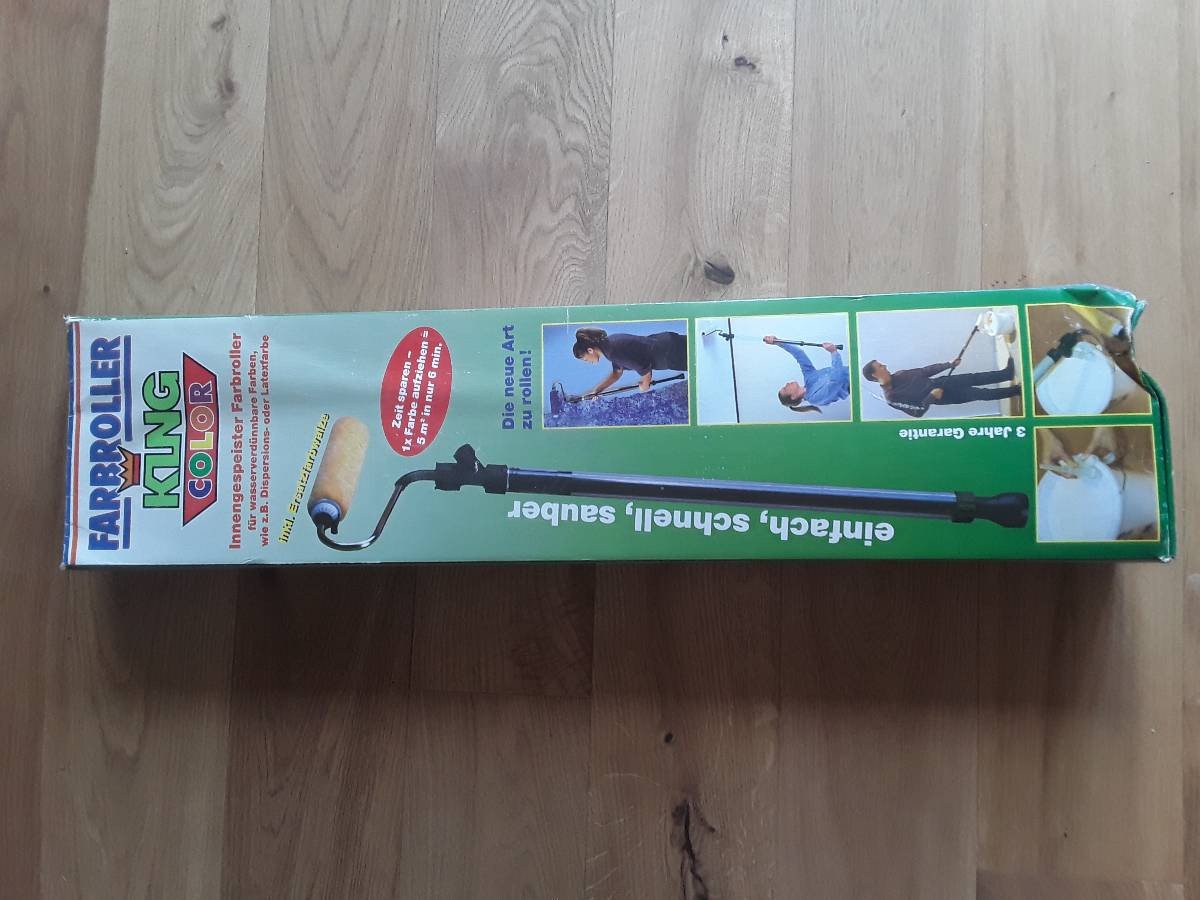 FARBROLLER
KING
COLOR
Innengespeister Farbroller
für wasserverdünnbare Farben,
wie z.B. Dispersions- oder Latexfarbe
inkl. Ersatzfarbwalze
Zeit sparen –
1x Farbe aufziehen =
5 m² in nur 6 min.
Die neue Art
zu rollen!
einfach, schnell, sauber
3 Jahre Garantie